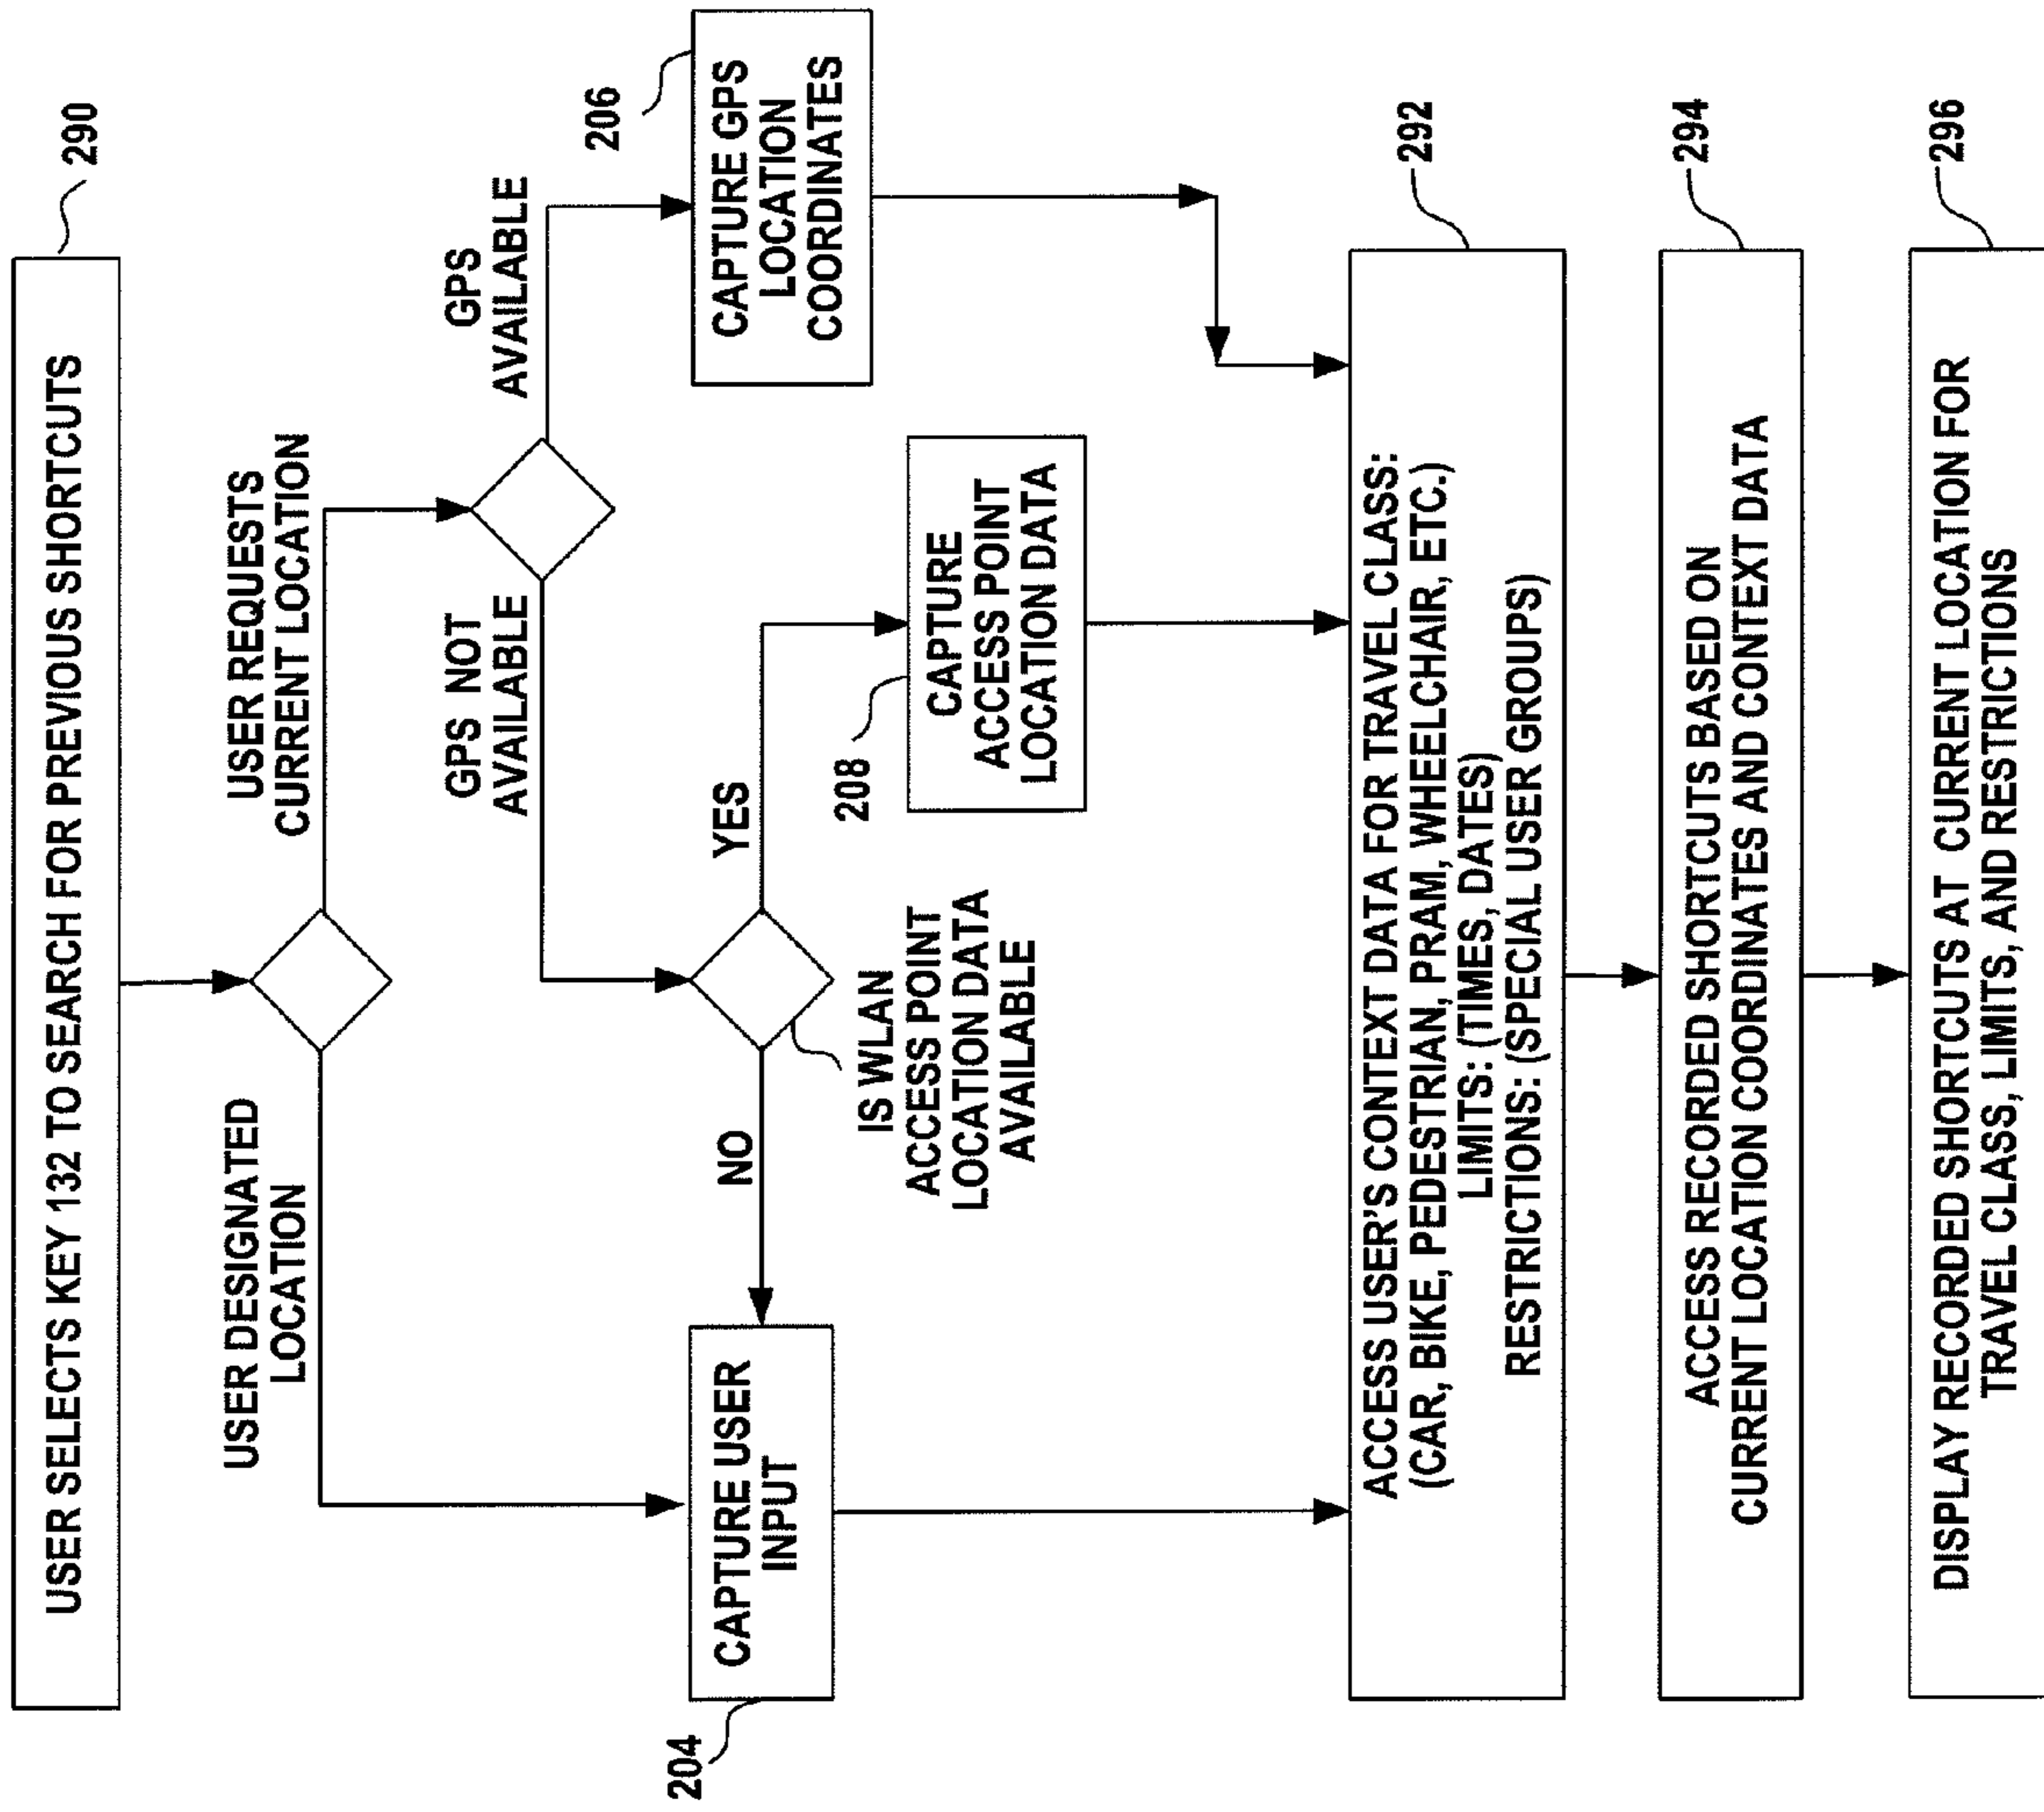 USER SELECTS KEY 132 TO SEARCH FOR PREVIOUS SHORTCUTS
290
USER DESIGNATED
LOCATION
USER REQUESTS
CURRENT LOCATION
GPS NOT
AVAILABLE
GPS
AVAILABLE
206
CAPTURE GPS
LOCATION
COORDINATES
204
CAPTURE USER
INPUT
NO
YES
IS WLAN
ACCESS POINT
LOCATION DATA
AVAILABLE
208
CAPTURE
ACCESS POINT
LOCATION DATA
292
ACCESS USER'S CONTEXT DATA FOR TRAVEL CLASS:
(CAR, BIKE, PEDESTRIAN, PRAM, WHEELCHAIR, ETC.)
LIMITS: (TIMES, DATES)
RESTRICTIONS: (SPECIAL USER GROUPS)
294
ACCESS RECORDED SHORTCUTS BASED ON
CURRENT LOCATION COORDINATES AND CONTEXT DATA
296
DISPLAY RECORDED SHORTCUTS AT CURRENT LOCATION FOR
TRAVEL CLASS, LIMITS, AND RESTRICTIONS